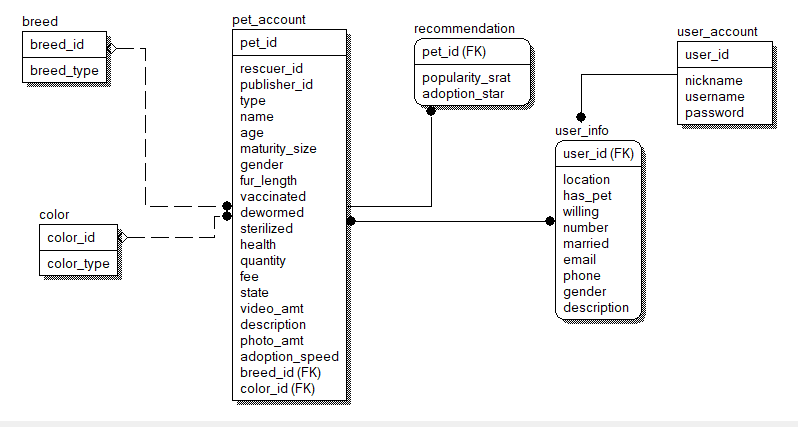 breed
breed_id
breed_type
color
color_id
color_type
pet_account
pet_id
rescuer_id
publisher_id
type
name
age
maturity_size
gender
fur_length
vaccinated
dewormed
sterilized
health
quantity
fee
state
video_amt
description
photo_amt
adoption_speed
breed_id (FK)
color_id (FK)
recommendation
pet_id (FK)
popularity_srat
adoption_star
user_account
user_id
nickname
username
password
user_info
user_id (FK)
location
has_pet
willing
number
married
email
phone
gender
description